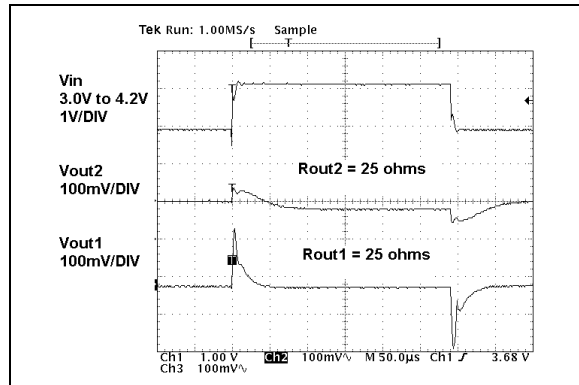 Tek Run: 1.00MS/s Sample
Vin
3.0V to 4.2V
1V/DIV
Vout2
100mV/DIV
Rout2 = 25 ohms
Vout1
100mV/DIV
Rout1 = 25 ohms
Ch1 1.00 V Ch2 100mV∿ M 50.0µs Ch1 ƒ 3.68 V
Ch3 100mV∿